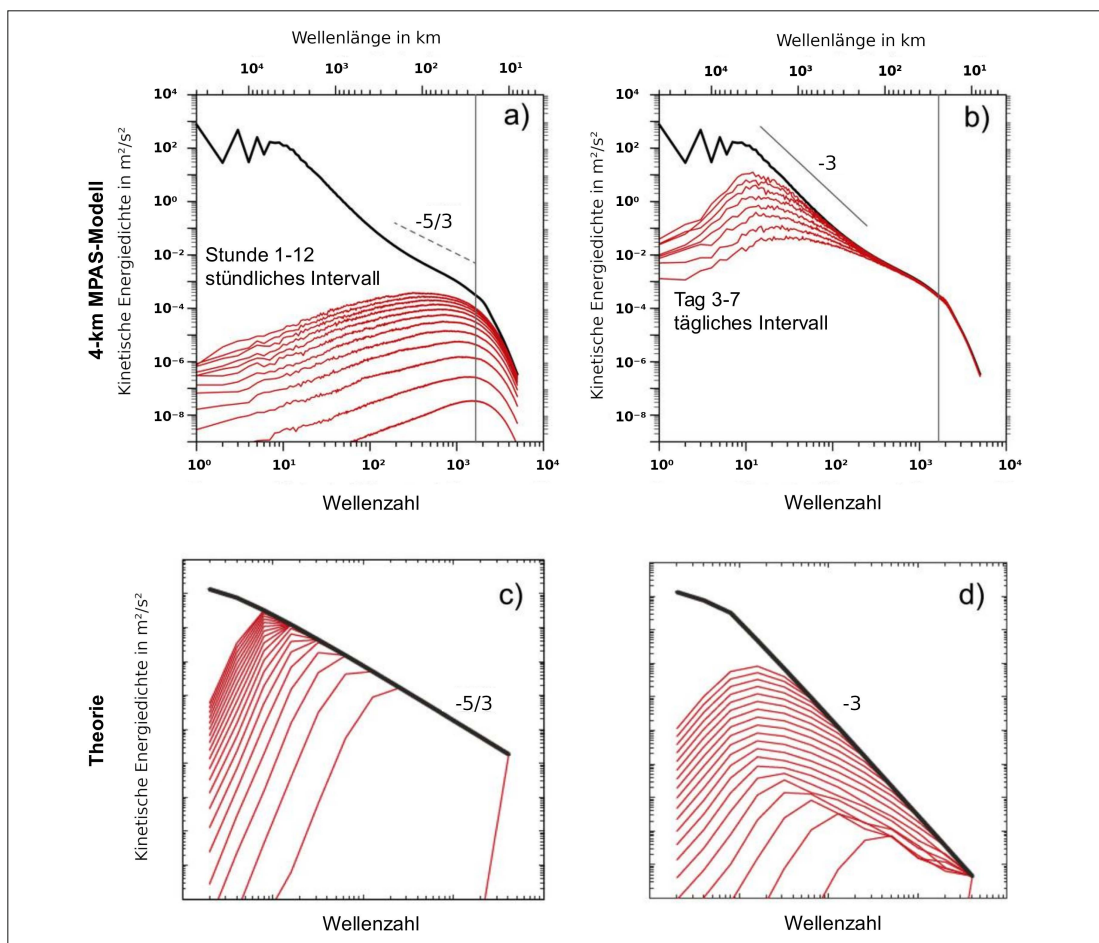 Wellenlänge in km
10⁴ 10³ 10² 10¹
Kinetische Energiedichte in m²/s²
10⁴
10²
10⁰
10⁻²
10⁻⁴
10⁻⁶
10⁻⁸
a)
-5/3
Stunde 1-12
stündliches Intervall
10⁰ 10¹ 10² 10³ 10⁴
Wellenzahl
4-km MPAS-Modell
Wellenlänge in km
10⁴ 10³ 10² 10¹
Kinetische Energiedichte in m²/s²
10⁴
10²
10⁰
10⁻²
10⁻⁴
10⁻⁶
10⁻⁸
b)
-3
Tag 3-7
tägliches Intervall
10⁰ 10¹ 10² 10³ 10⁴
Wellenzahl
Theorie
Kinetische Energiedichte in m²/s²
c)
-5/3
Wellenzahl
d)
-3
Wellenzahl